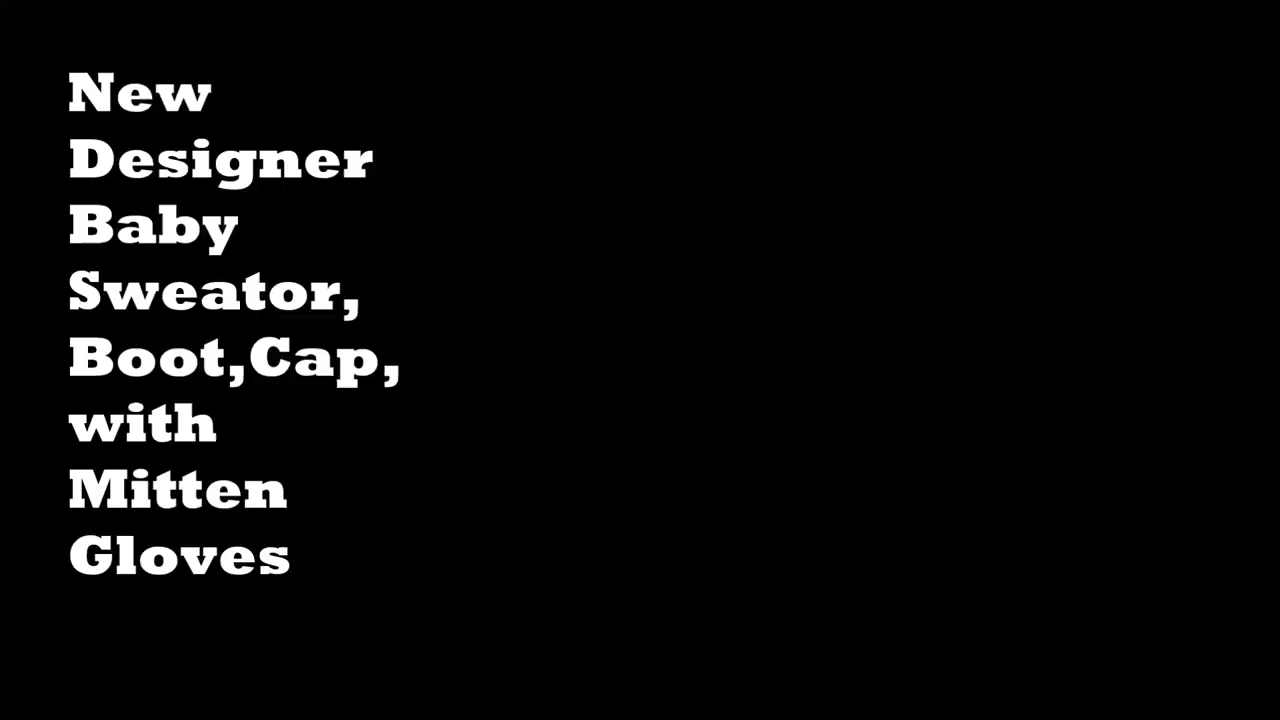 New
Designer
Baby
Sweator,
Boot,Cap,
with
Mitten
Gloves